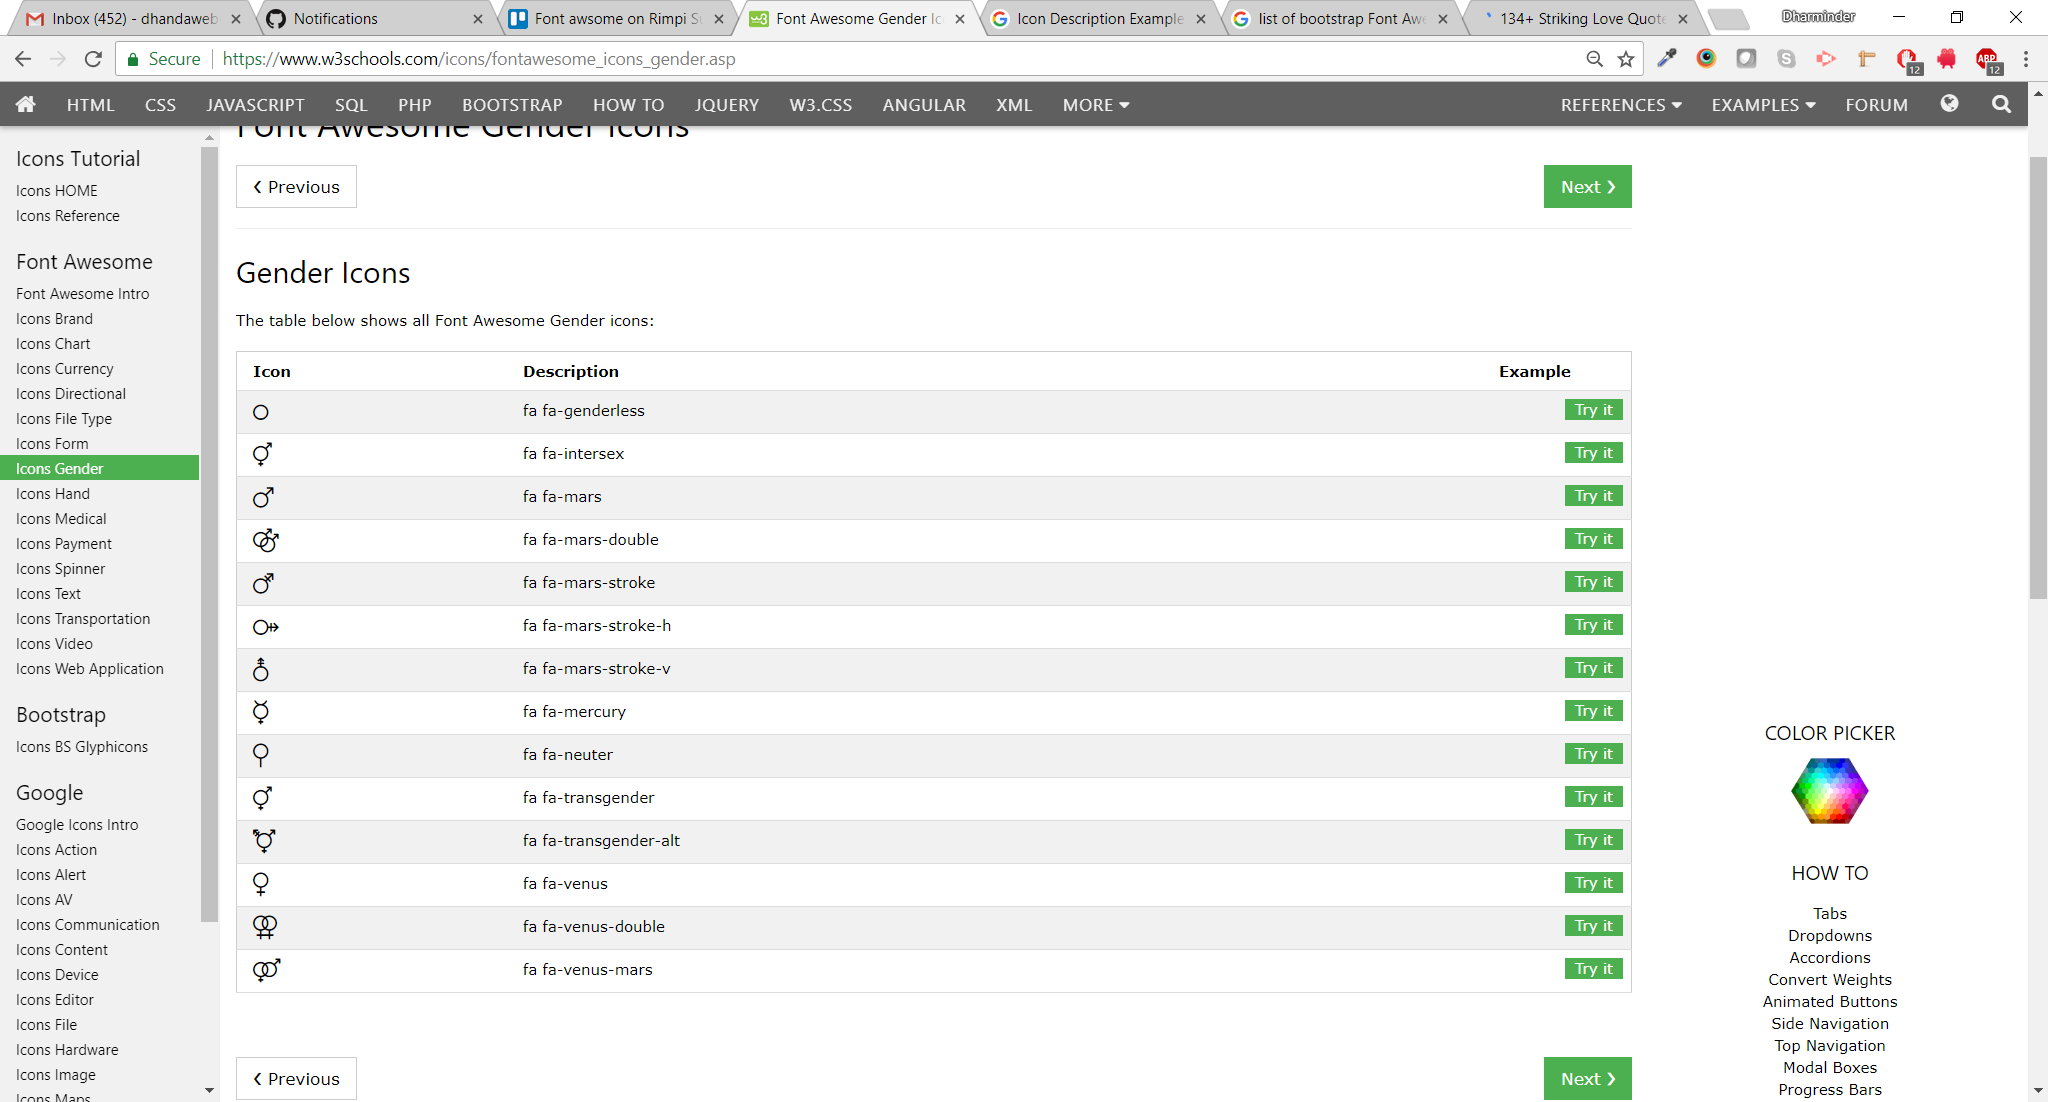 Inbox (452) - dhandaweb
Notifications
Font awsome on Rimpi S
Font Awesome Gender Ic
Icon Description Example
list of bootstrap Font Aw
134+ Striking Love Quote
Dharminder
Secure
https://www.w3schools.com/icons/fontawesome_icons_gender.asp
12
ABP
12
HTML
CSS
JAVASCRIPT
SQL
PHP
BOOTSTRAP
HOW TO
JQUERY
W3.CSS
ANGULAR
XML
MORE
REFERENCES
EXAMPLES
FORUM
Icons Tutorial
Icons HOME
Icons Reference
Font Awesome
Font Awesome Intro
Icons Brand
Icons Chart
Icons Currency
Icons Directional
Icons File Type
Icons Form
Icons Gender
Icons Hand
Icons Medical
Icons Payment
Icons Spinner
Icons Text
Icons Transportation
Icons Video
Icons Web Application
Bootstrap
Icons BS Glyphicons
Google
Google Icons Intro
Icons Action
Icons Alert
Icons AV
Icons Communication
Icons Content
Icons Device
Icons Editor
Icons File
Icons Hardware
Icons Image
Icons Maps
Font Awesome Gender Icons
❮ Previous
Next ❯
Gender Icons
The table below shows all Font Awesome Gender icons:
Icon Description Example
fa fa-genderless Try it
fa fa-intersex Try it
fa fa-mars Try it
fa fa-mars-double Try it
fa fa-mars-stroke Try it
fa fa-mars-stroke-h Try it
fa fa-mars-stroke-v Try it
fa fa-mercury Try it
fa fa-neuter Try it
fa fa-transgender Try it
fa fa-transgender-alt Try it
fa fa-venus Try it
fa fa-venus-double Try it
fa fa-venus-mars Try it
❮ Previous
Next ❯
COLOR PICKER
HOW TO
Tabs
Dropdowns
Accordions
Convert Weights
Animated Buttons
Side Navigation
Top Navigation
Modal Boxes
Progress Bars